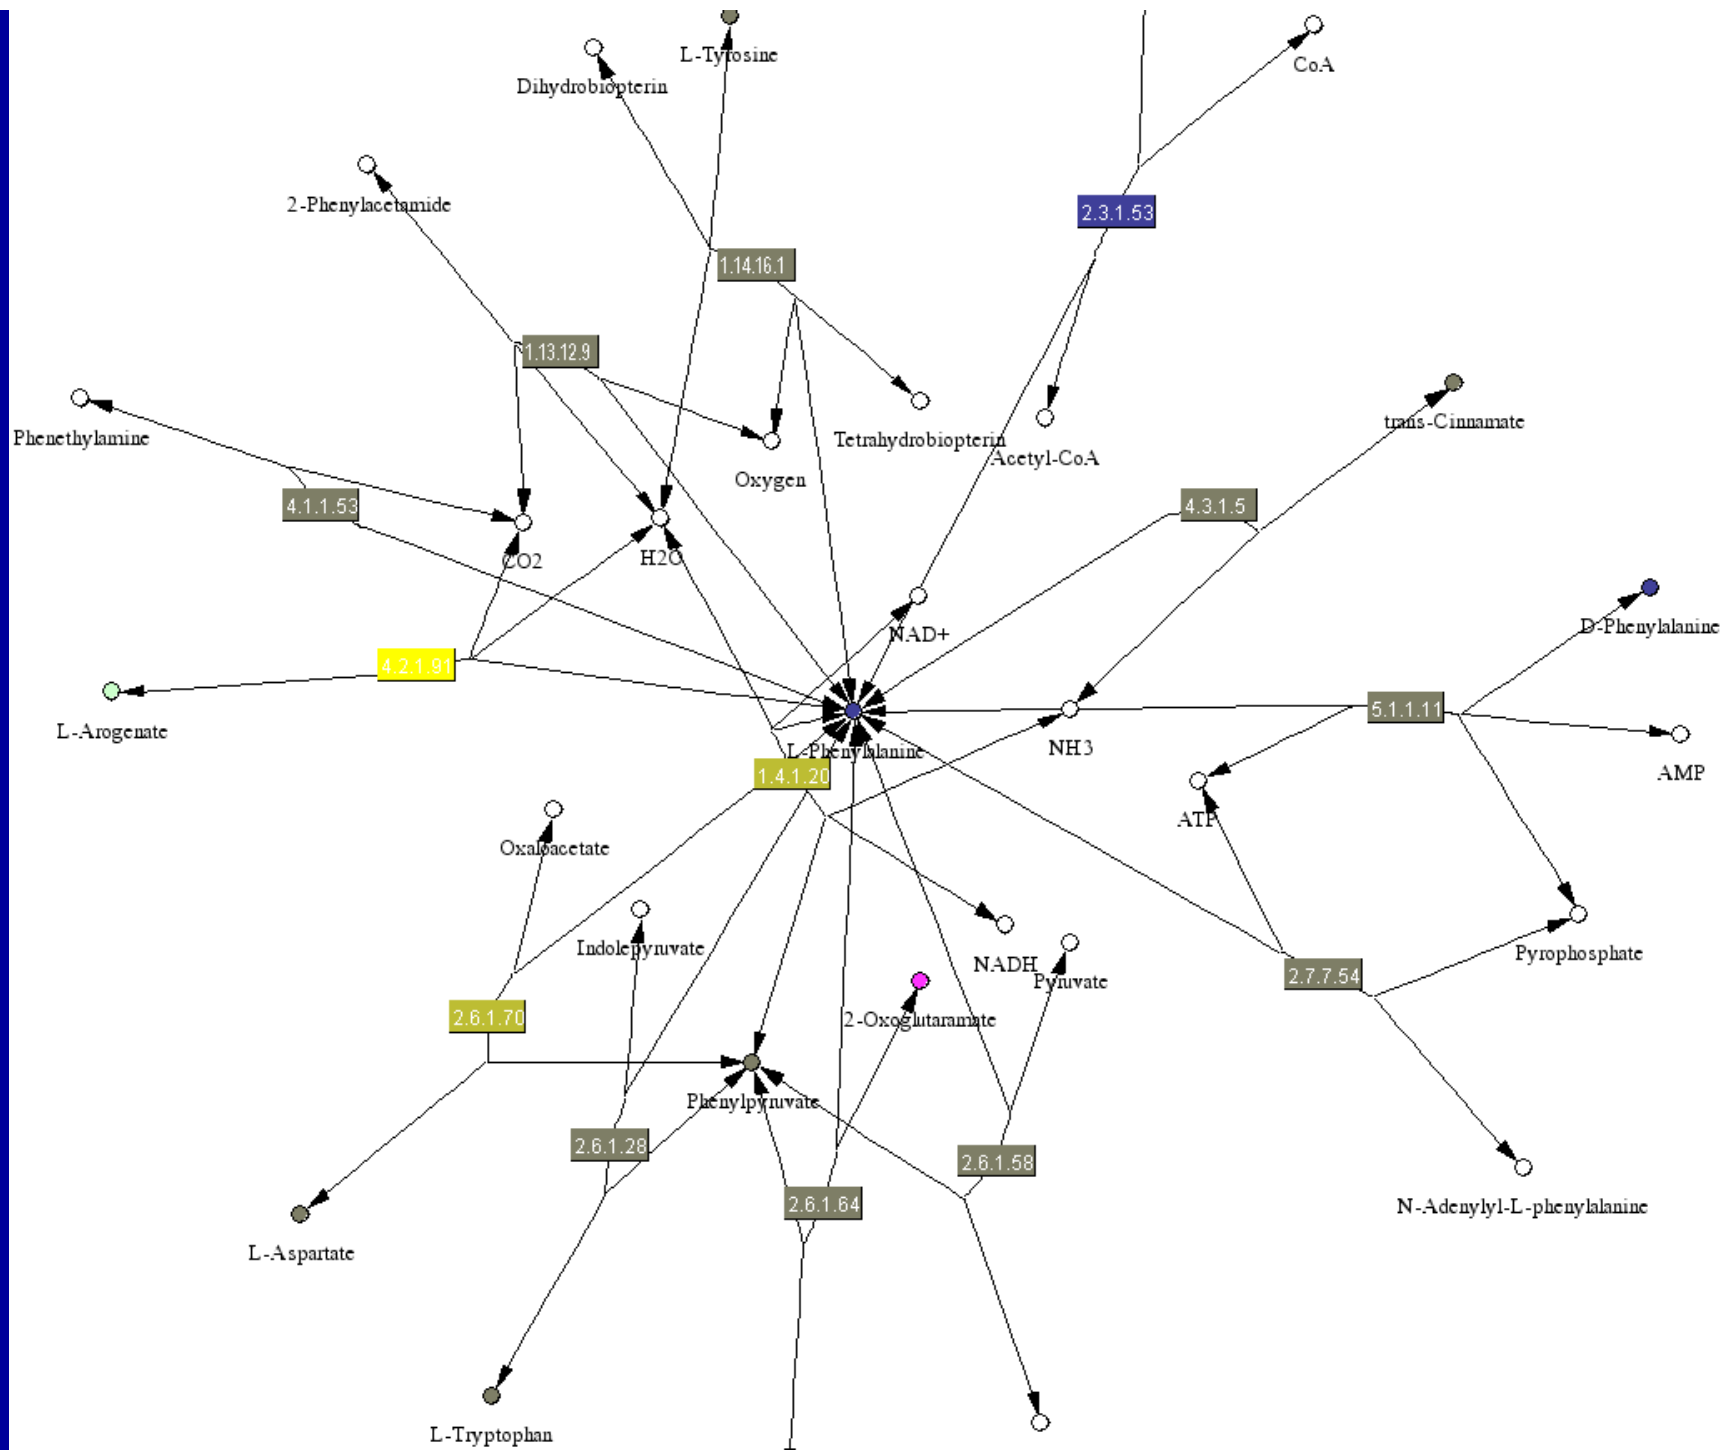 L-Tyrosine
CoA
Dihydrobiopterin
2-Phenylacetamide
2.3.1.53
1.14.16.1
1.13.12.9
trans-Cinnamate
Phenethylamine
Tetrahydrobiopterin
Acetyl-CoA
Oxygen
4.1.1.53
4.3.1.5
CO2
H2O
NAD+
D-Phenylalanine
4.2.1.91
5.1.1.11
L-Arogenate
L-Phenylalanine
NH3
1.4.1.20
AMP
ATP
Oxaloacetate
Indolepyruvate
Pyrophosphate
NADH
2.7.7.54
Pyruvate
2.6.1.70
2-Oxoglutaramate
Phenylpyruvate
2.6.1.28
2.6.1.58
2.6.1.64
N-Adenylyl-L-phenylalanine
L-Aspartate
L-Tryptophan